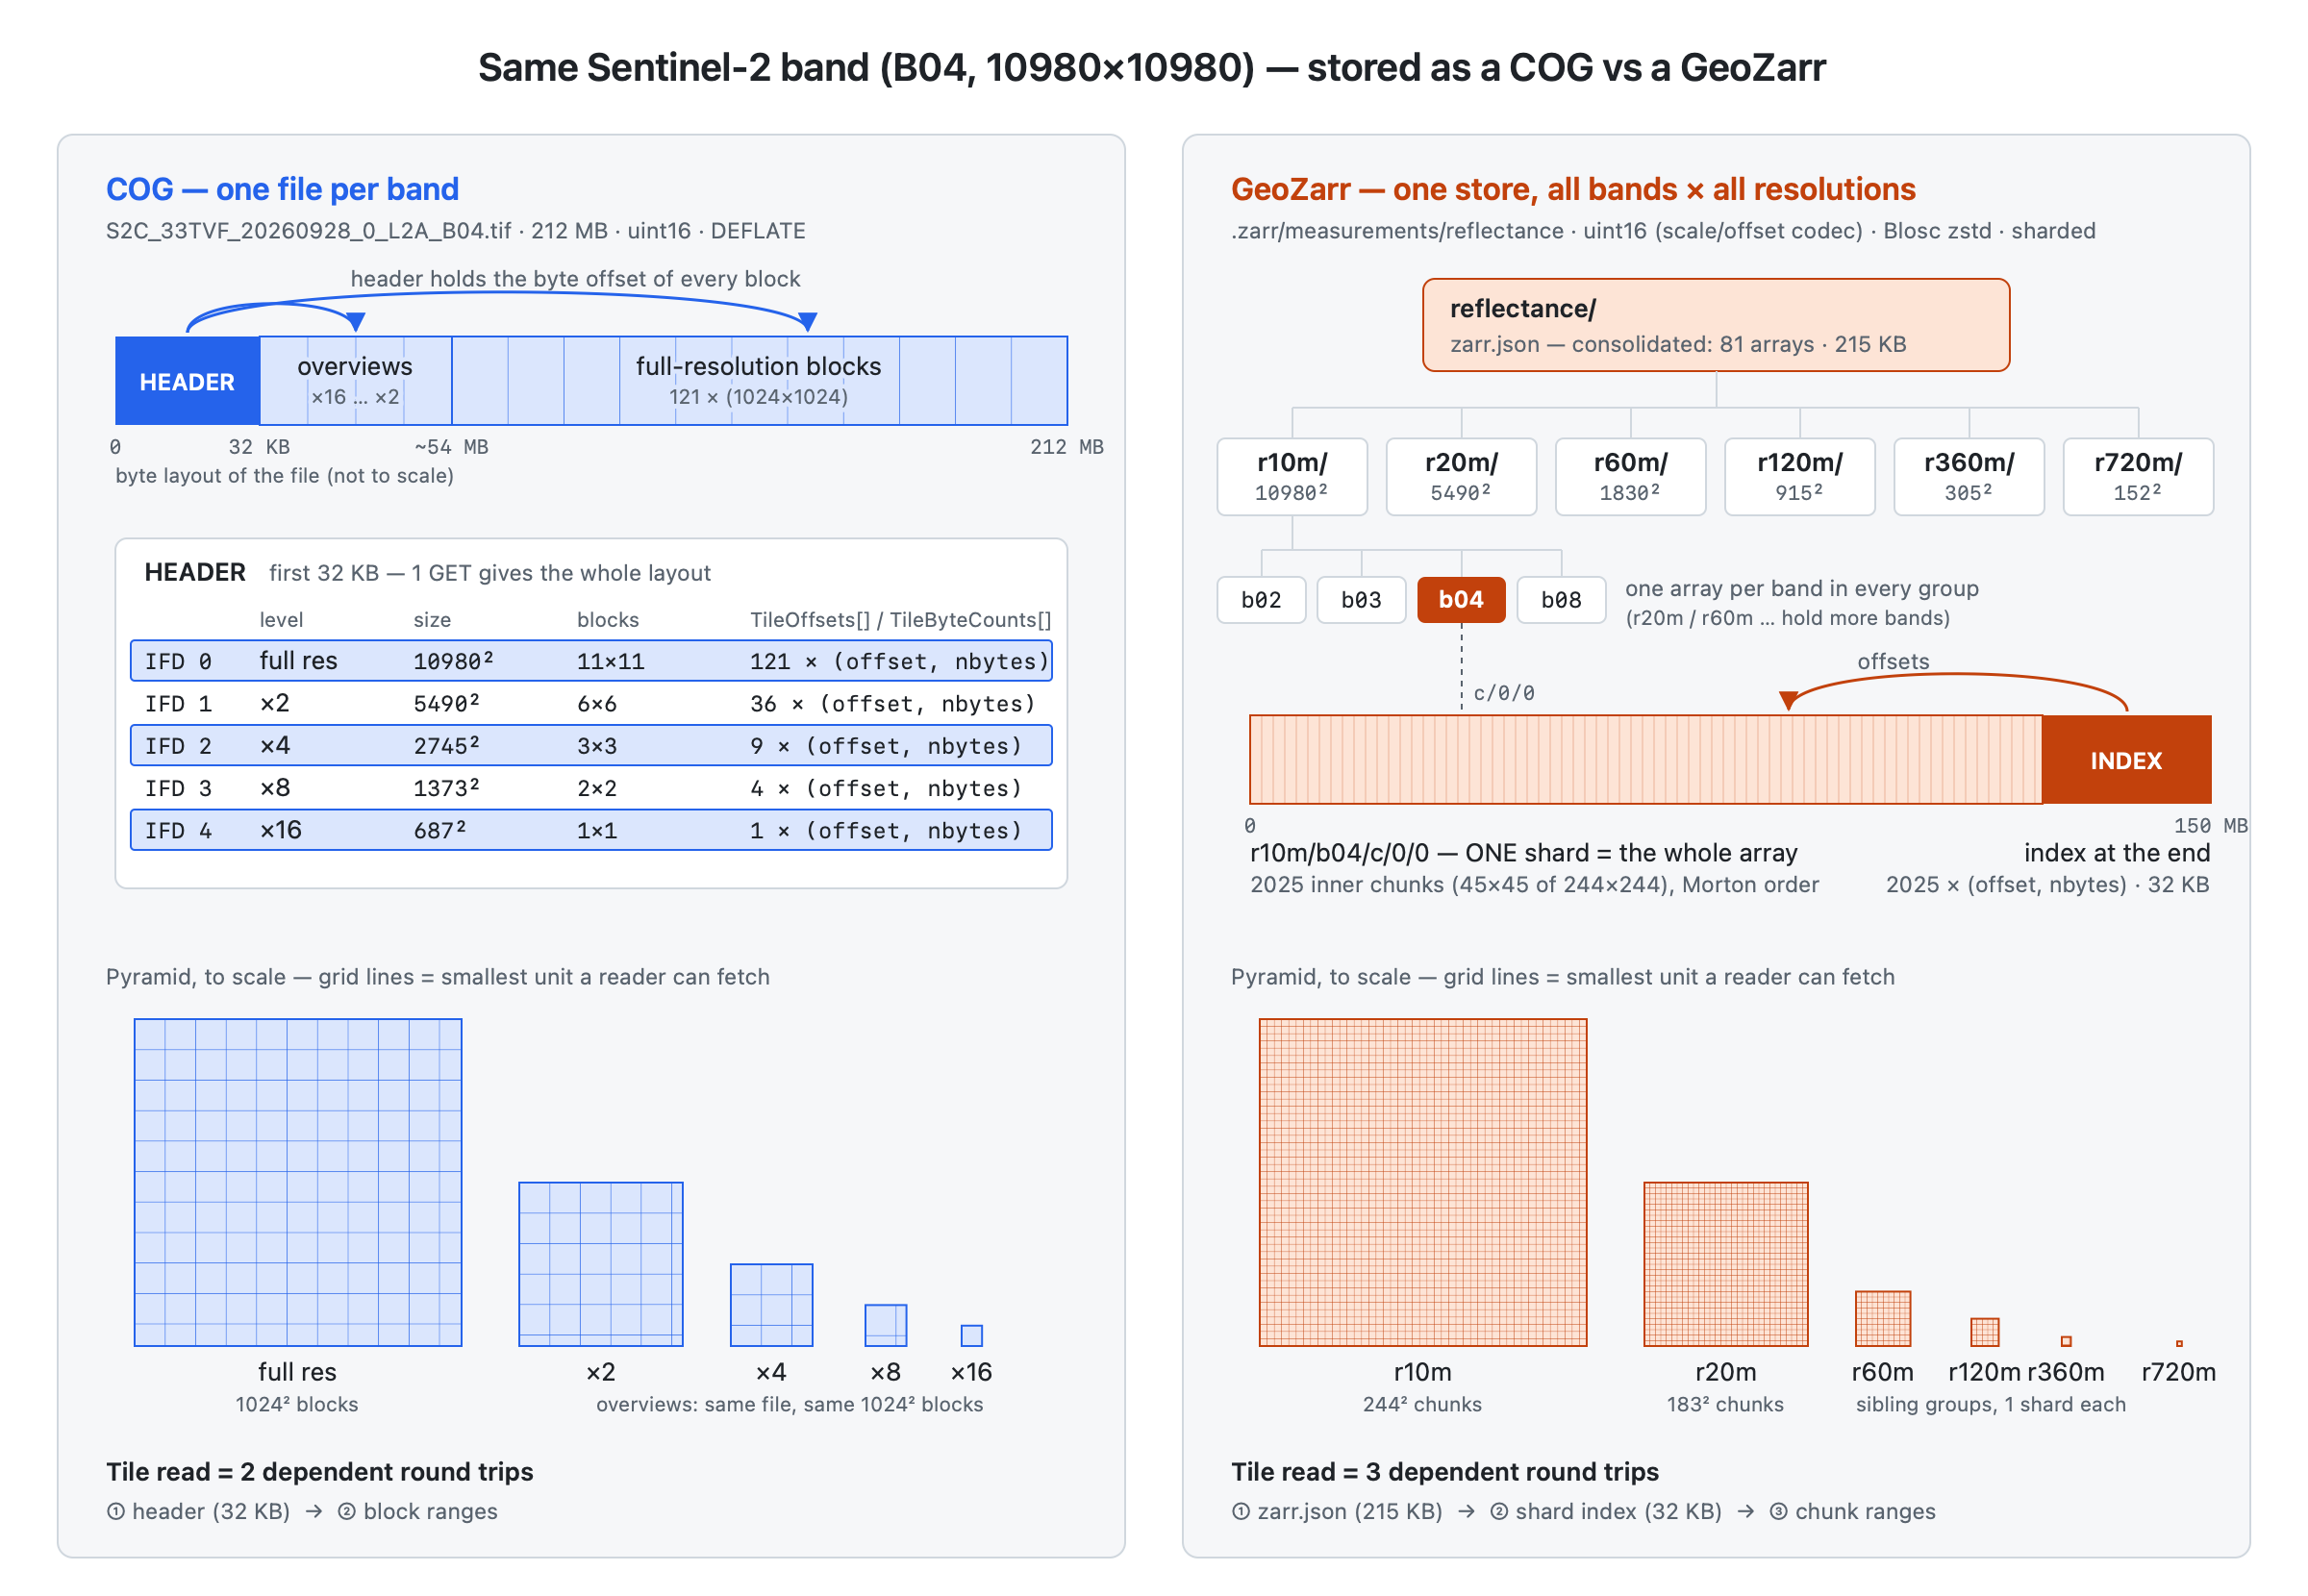 Same Sentinel-2 band (B04, 10980×10980) — stored as a COG vs a GeoZarr
COG — one file per band
S2C_33TVF_20260928_0_L2A_B04.tif · 212 MB · uint16 · DEFLATE
header holds the byte offset of every block
HEADER
overviews
×16 … ×2
full-resolution blocks
121 × (1024×1024)
0
32 KB
~54 MB
212 MB
byte layout of the file (not to scale)
HEADER first 32 KB — 1 GET gives the whole layout
level size blocks TileOffsets[] / TileByteCounts[]
IFD 0 full res 10980² 11×11 121 × (offset, nbytes)
IFD 1 ×2 5490² 6×6 36 × (offset, nbytes)
IFD 2 ×4 2745² 3×3 9 × (offset, nbytes)
IFD 3 ×8 1373² 2×2 4 × (offset, nbytes)
IFD 4 ×16 687² 1×1 1 × (offset, nbytes)
Pyramid, to scale — grid lines = smallest unit a reader can fetch
full res
1024² blocks
×2
×4
×8
×16
overviews: same file, same 1024² blocks
Tile read = 2 dependent round trips
① header (32 KB) → ② block ranges
GeoZarr — one store, all bands × all resolutions
.zarr/measurements/reflectance · uint16 (scale/offset codec) · Blosc zstd · sharded
reflectance/
zarr.json — consolidated: 81 arrays · 215 KB
r10m/
10980²
r20m/
5490²
r60m/
1830²
r120m/
915²
r360m/
305²
r720m/
152²
b02
b03
b04
b08
one array per band in every group
(r20m / r60m … hold more bands)
offsets
c/0/0
INDEX
0
150 MB
r10m/b04/c/0/0 — ONE shard = the whole array
2025 inner chunks (45×45 of 244×244), Morton order
index at the end
2025 × (offset, nbytes) · 32 KB
Pyramid, to scale — grid lines = smallest unit a reader can fetch
r10m
244² chunks
r20m
183² chunks
r60m
r120m
r360m
r720m
sibling groups, 1 shard each
Tile read = 3 dependent round trips
① zarr.json (215 KB) → ② shard index (32 KB) → ③ chunk ranges